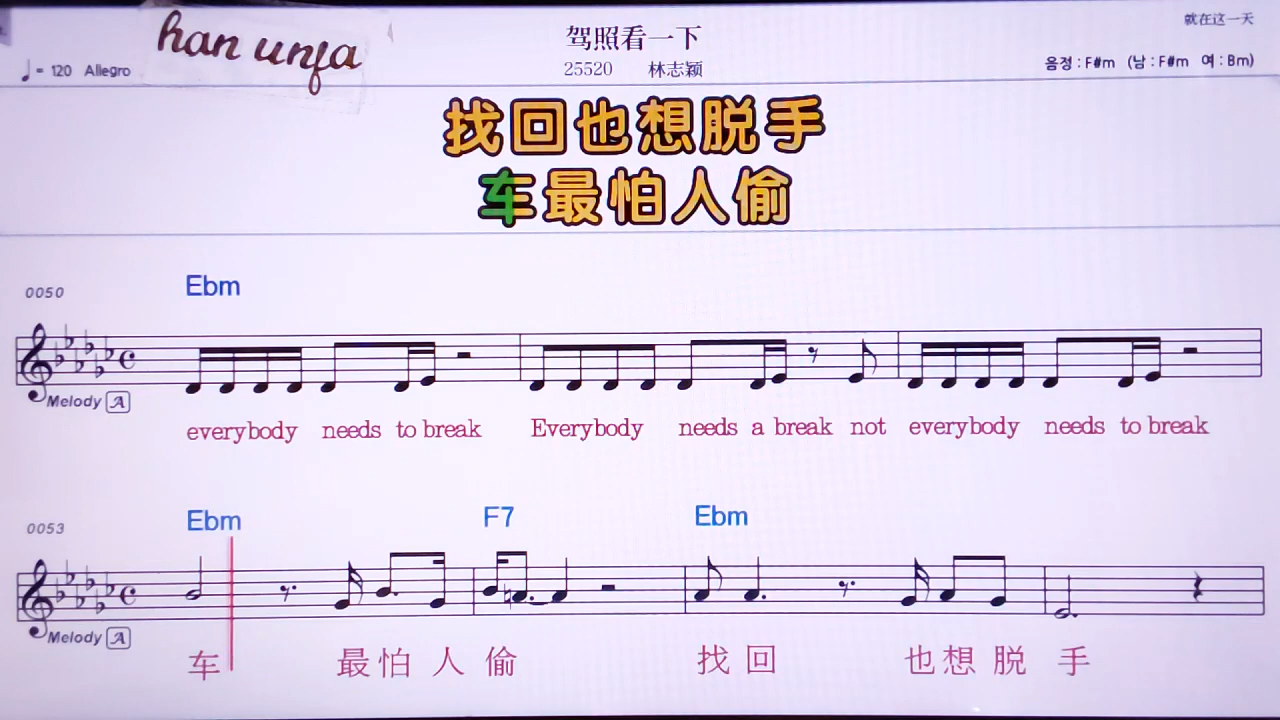 han unfa
驾照看一下
就在这一天
♩= 120 Allegro
25520 林志颖
음정 : F#m (남 : F#m 여 : Bm)
找回也想脱手
车最怕人偷
0050
Ebm
Melody A
everybody needs to break Everybody needs a break not everybody needs to break
0053
Ebm F7 Ebm
Melody A
车 最怕人偷 找回 也想脱手